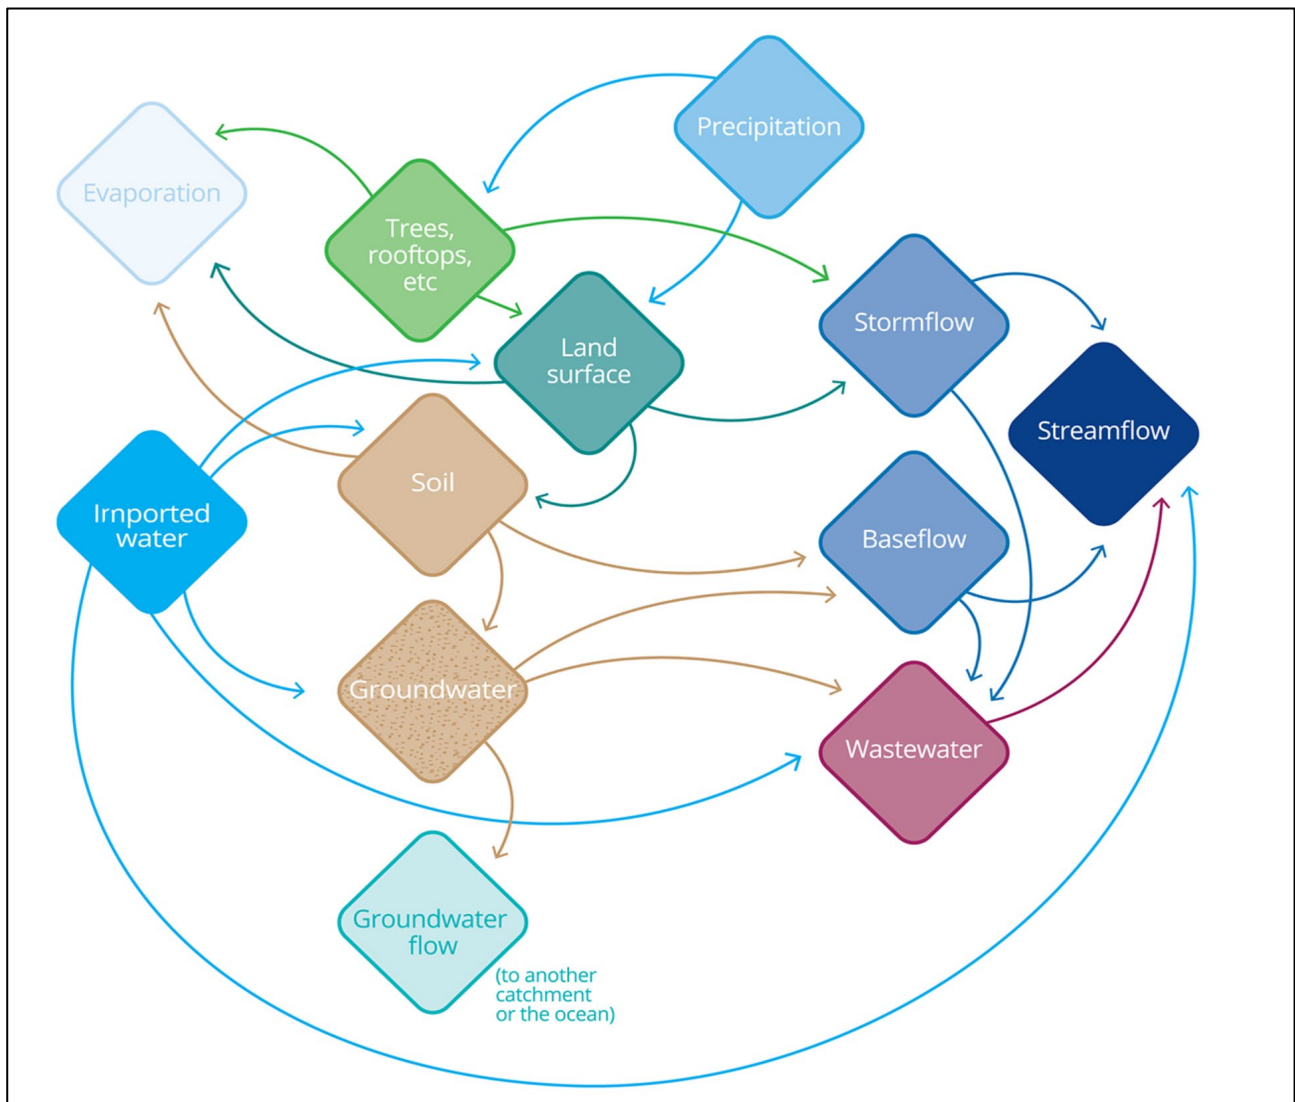 Precipitation
Evaporation
Trees,
rooftops,
etc
Stormflow
Land
surface
Streamflow
Soil
Irnported
water
Baseflow
Groundwater
Wastewater
Groundwater
flow
(to another
catchment
or the ocean)